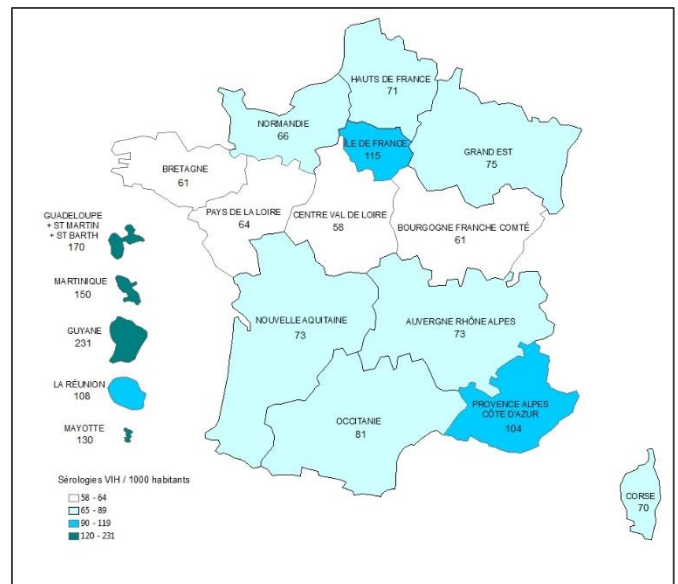 HAUTS DE FRANCE
71
NORMANDIE
66
ÎLE DE FRANCE
115
GRAND EST
75
BRETAGNE
61
PAYS DE LA LOIRE
64
CENTRE VAL DE LOIRE
58
BOURGOGNE FRANCHE COMTÉ
61
GUADELOUPE
+ ST MARTIN
+ ST BARTH
170
MARTINIQUE
150
GUYANE
231
LA RÉUNION
108
MAYOTTE
130
NOUVELLE AQUITAINE
73
AUVERGNE RHÔNE ALPES
73
OCCITANIE
81
PROVENCE ALPES
CÔTE D'AZUR
104
CORSE
70
Sérologies VIH / 1000 habitants
58 - 64
65 - 89
90 - 119
120 - 231